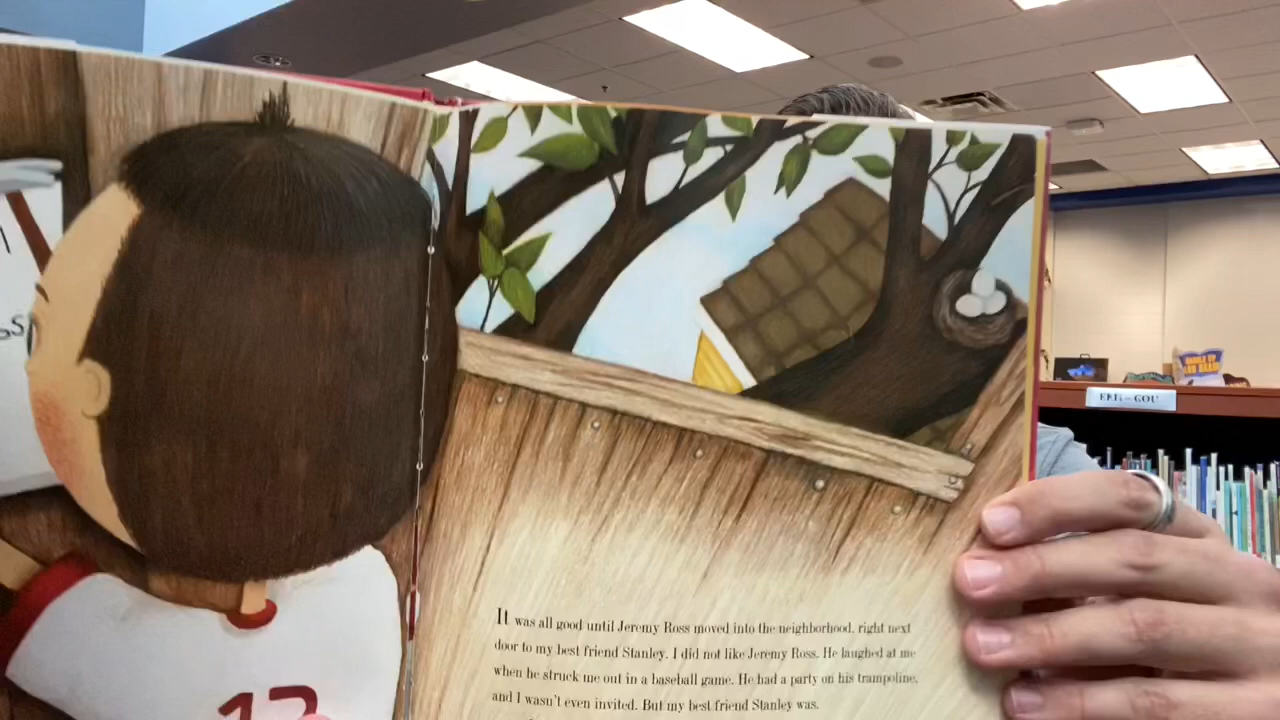 It was all good until Jeremy Ross moved into the neighborhood, right next
door to my best friend Stanley. I did not like Jeremy Ross. He laughed at me
when he struck me out in a baseball game. He had a party on his trampoline,
and I wasn't even invited. But my best friend Stanley was.